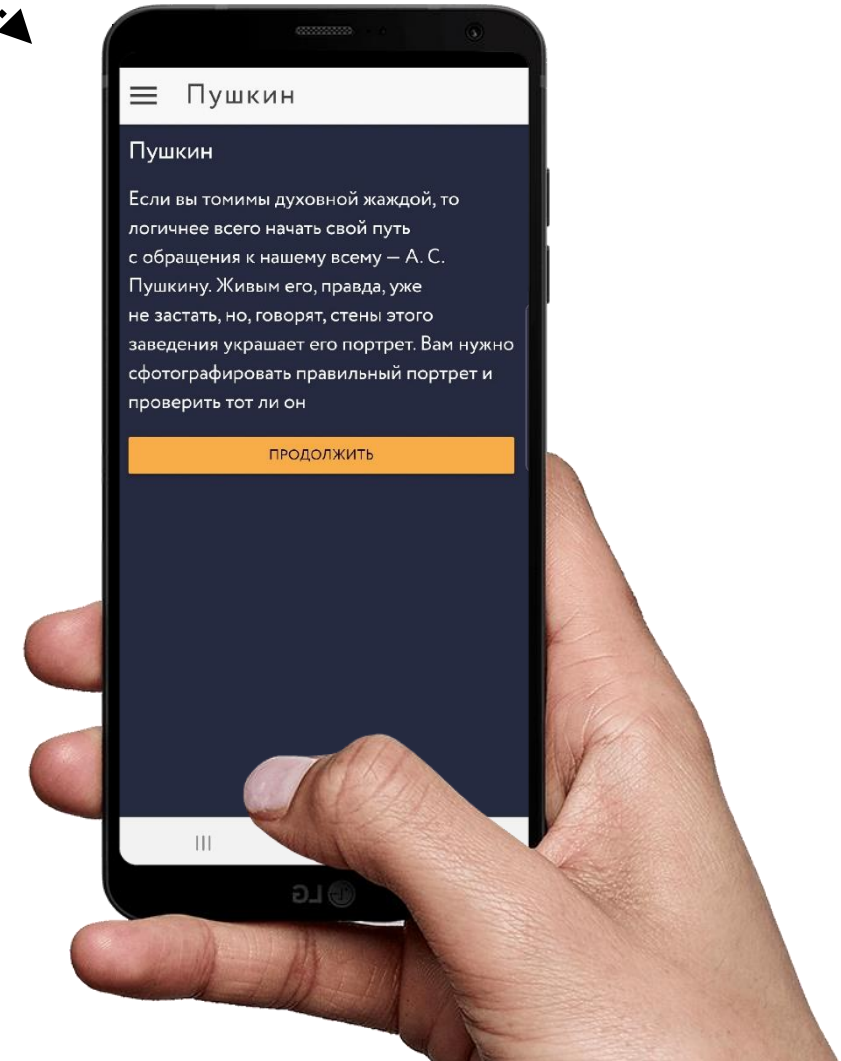 Пушкин
Пушкин
Если вы томимы духовной жаждой, то
логичнее всего начать свой путь
с обращения к нашему всему — А. С.
Пушкину. Живым его, правда, уже
не застать, но, говорят, стены этого
заведения украшает его портрет. Вам нужно
сфотографировать правильный портрет и
проверить тот ли он
ПРОДОЛЖИТЬ
LG